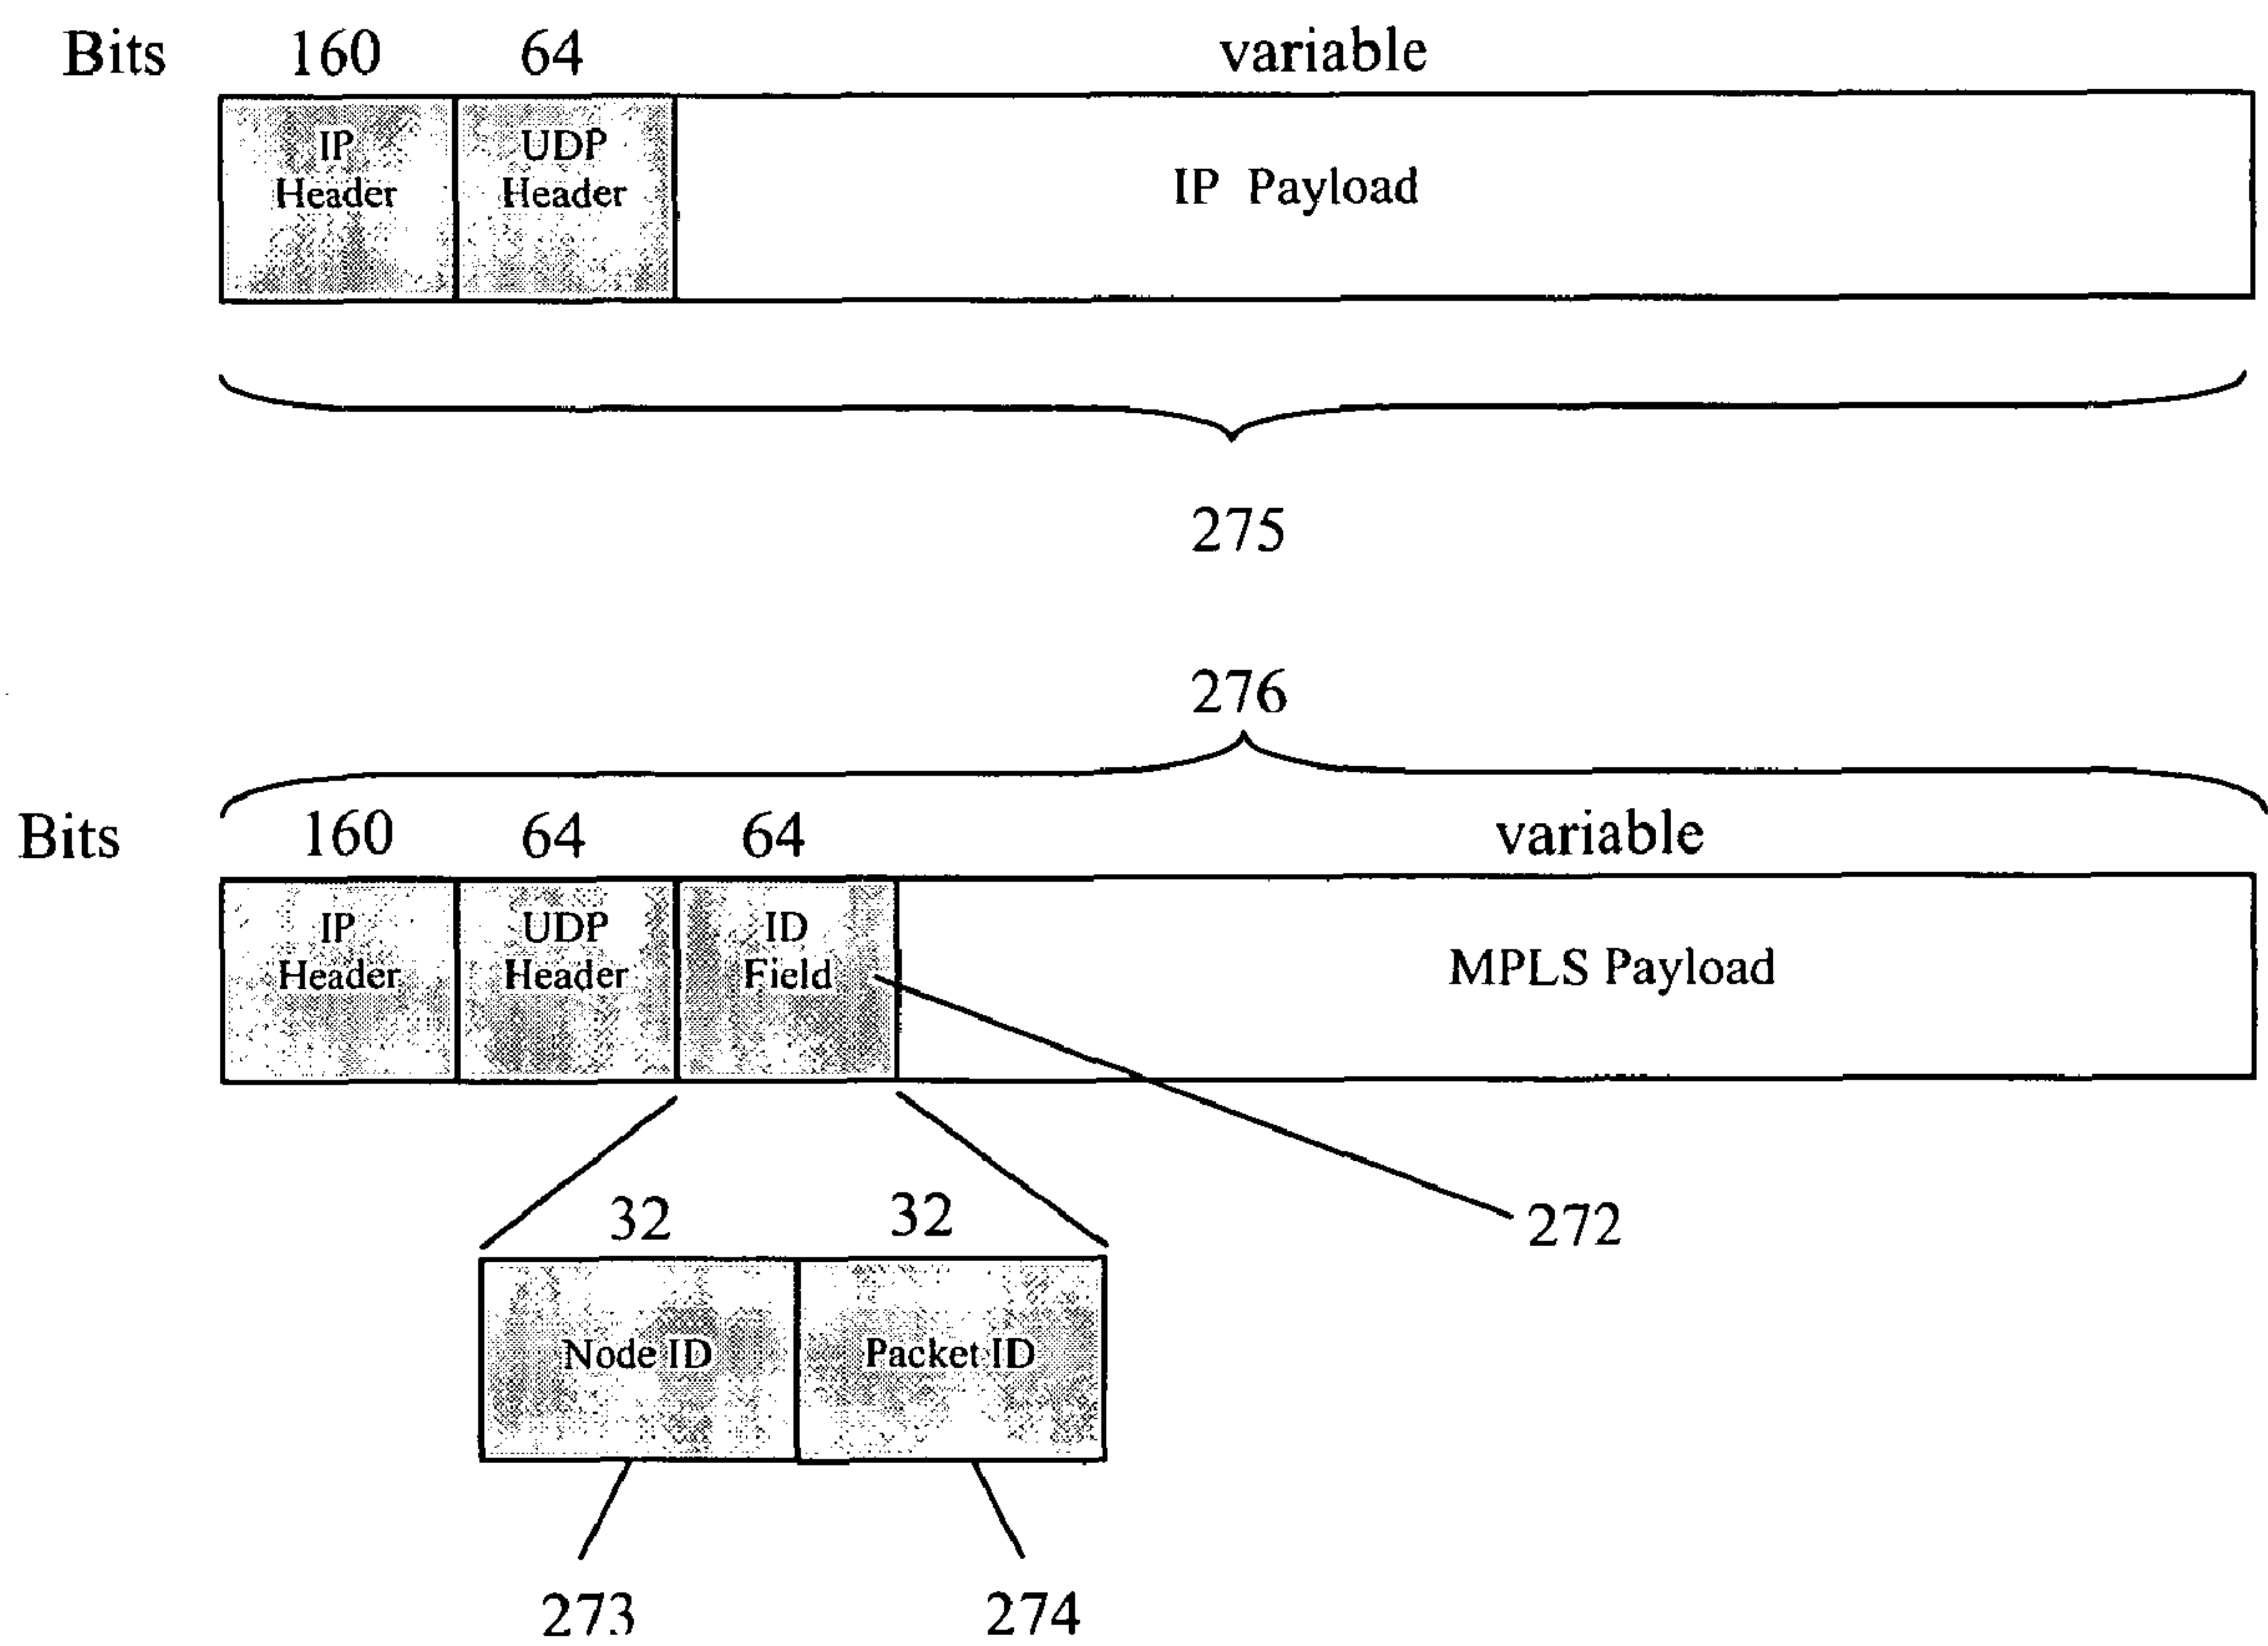 Bits 160 64 variable
IP Header
UDP Header
IP Payload
275
276
Bits 160 64 64 variable
IP Header
UDP Header
ID Field
MPLS Payload
32 32
272
Node ID
Packet ID
273 274